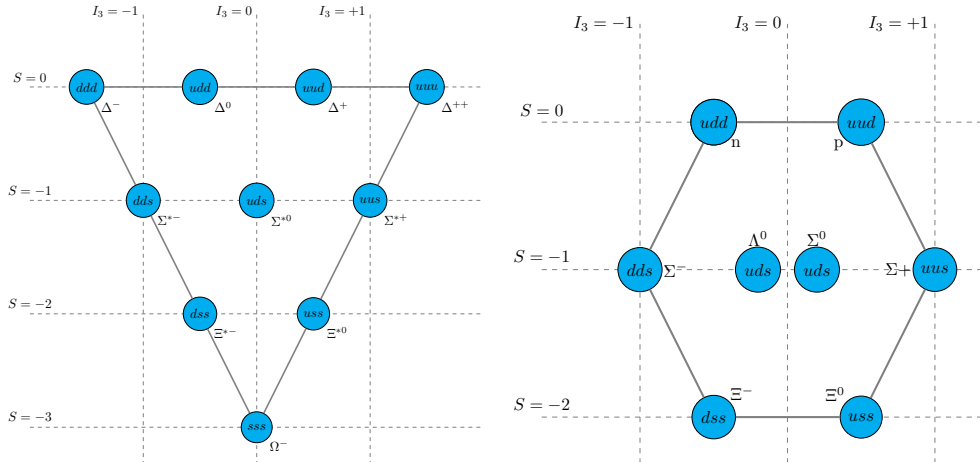 I₃ = −1 I₃ = 0 I₃ = +1
S = 0
ddd udd uud uuu
Δ⁻ Δ⁰ Δ⁺ Δ⁺⁺
S = −1
dds uds uus
Σ*⁻ Σ*⁰ Σ*⁺
S = −2
dss uss
Ξ*⁻ Ξ*⁰
S = −3
sss
Ω⁻
I₃ = −1 I₃ = 0 I₃ = +1
S = 0
udd uud
n p
Λ⁰ Σ⁰
S = −1
dds Σ⁻ uds uds Σ+ uus
Ξ⁻ Ξ⁰
S = −2
dss uss